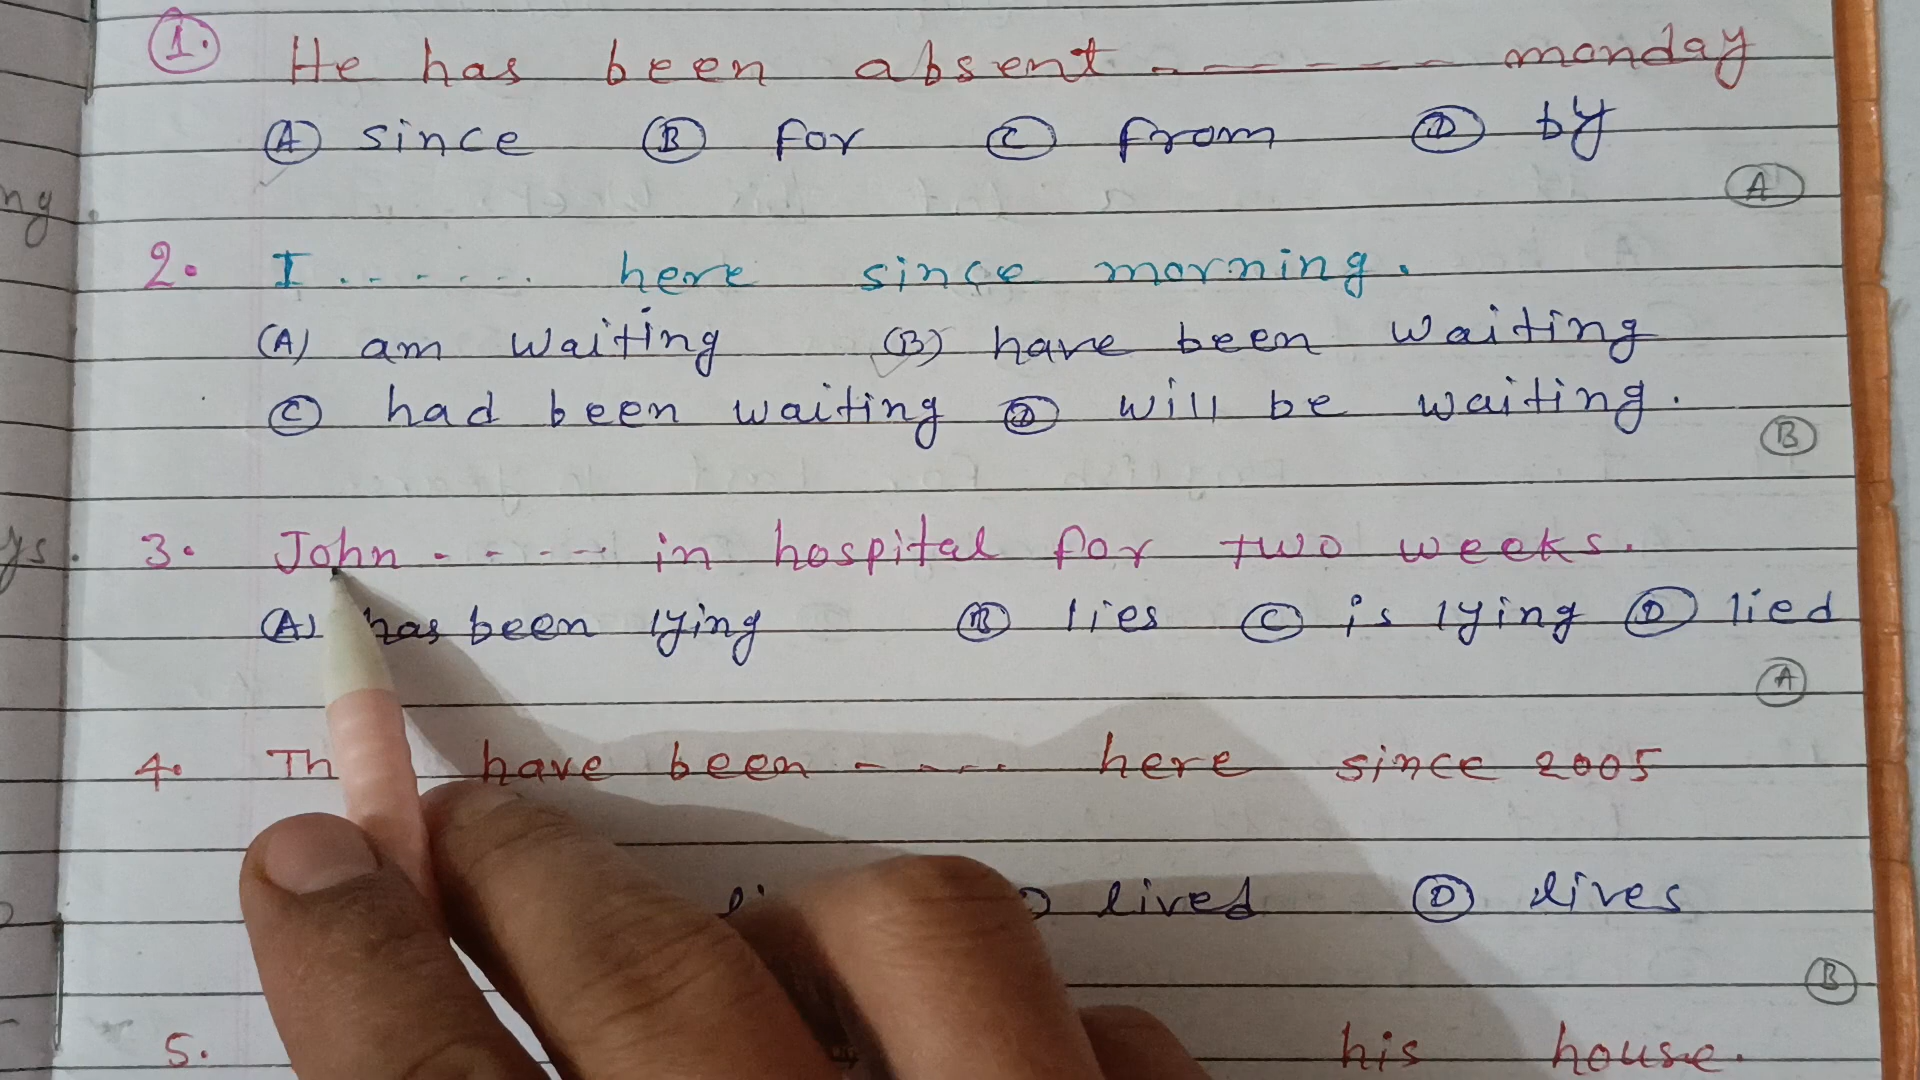 1. He has been absent ------ monday
(A) since (B) for (C) from (D) by
(A)
ng.
2. I ...... here since morning.
(A) am waiting (B) have been waiting
(C) had been waiting (D) will be waiting.
(B)
ys.
3. John ----- in hospital for two weeks.
(A) has been lying (B) lies (C) is lying (D) lied
(A)
4. Th have been ---- here since 2005
lived (D) lives
(B)
5. his house.